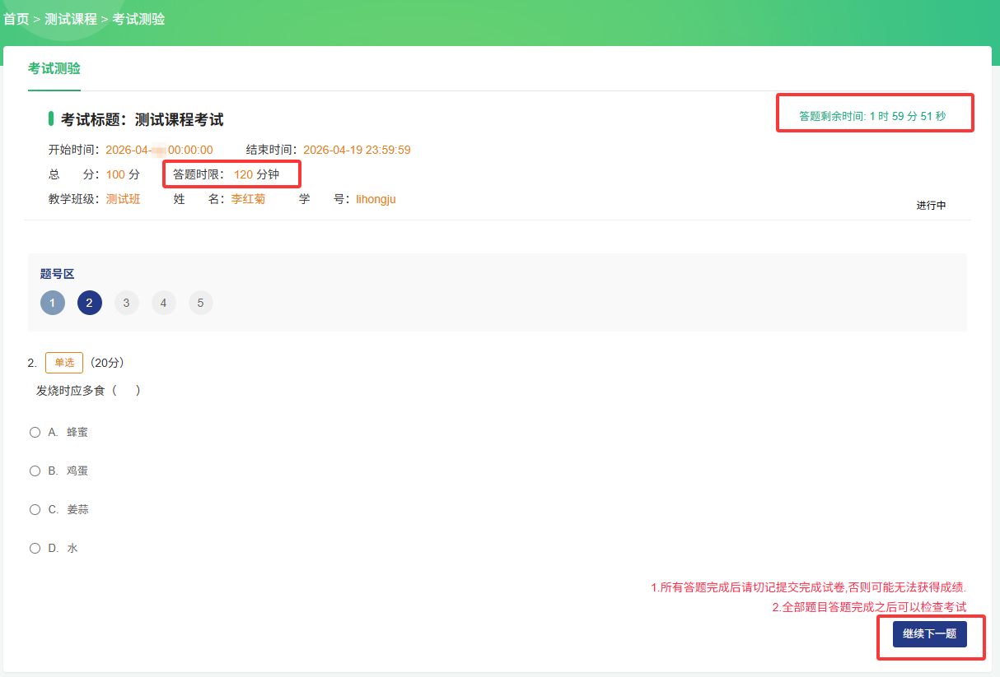 首页 > 测试课程 > 考试测验
考试测验
考试标题：测试课程考试
答题剩余时间: 1 时 59 分 51 秒
开始时间：2026-04- 00:00:00 结束时间：2026-04-19 23:59:59
总 分：100 分 答题时限： 120 分钟
教学班级：测试班 姓 名：李红菊 学 号：lihongju
进行中
题号区
1 2 3 4 5
2. 单选 （20分）
发烧时应多食（ ）
A. 蜂蜜
B. 鸡蛋
C. 姜蒜
D. 水
1.所有答题完成后请切记提交完成试卷,否则可能无法获得成绩.
2.全部题目答题完成之后可以检查考试
继续下一题